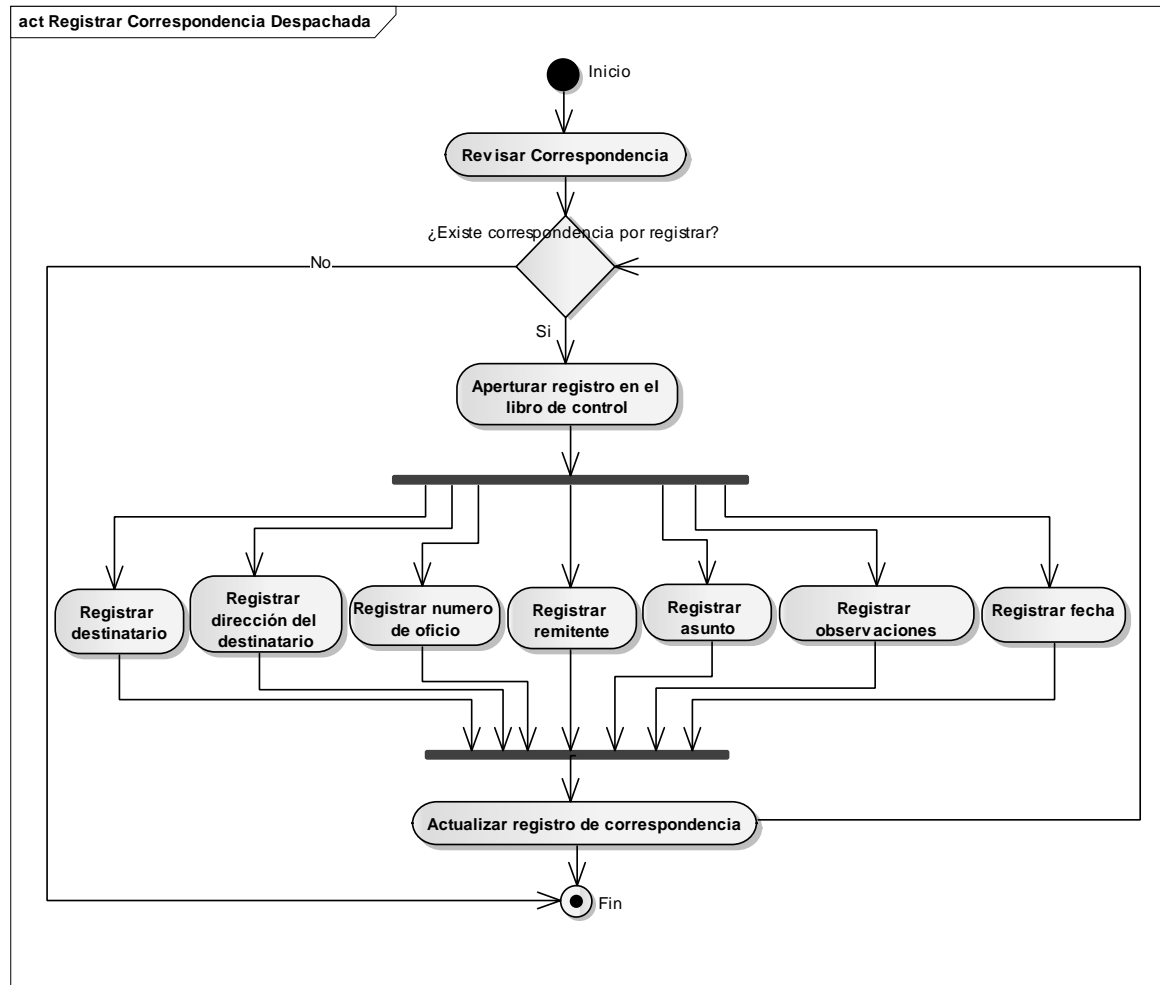 act Registrar Correspondencia Despachada
Inicio
Revisar Correspondencia
¿Existe correspondencia por registrar?
No
Si
Aperturar registro en el
libro de control
Registrar
destinatario
Registrar
dirección del
destinatario
Registrar numero
de oficio
Registrar
remitente
Registrar
asunto
Registrar
observaciones
Registrar fecha
Actualizar registro de correspondencia
Fin